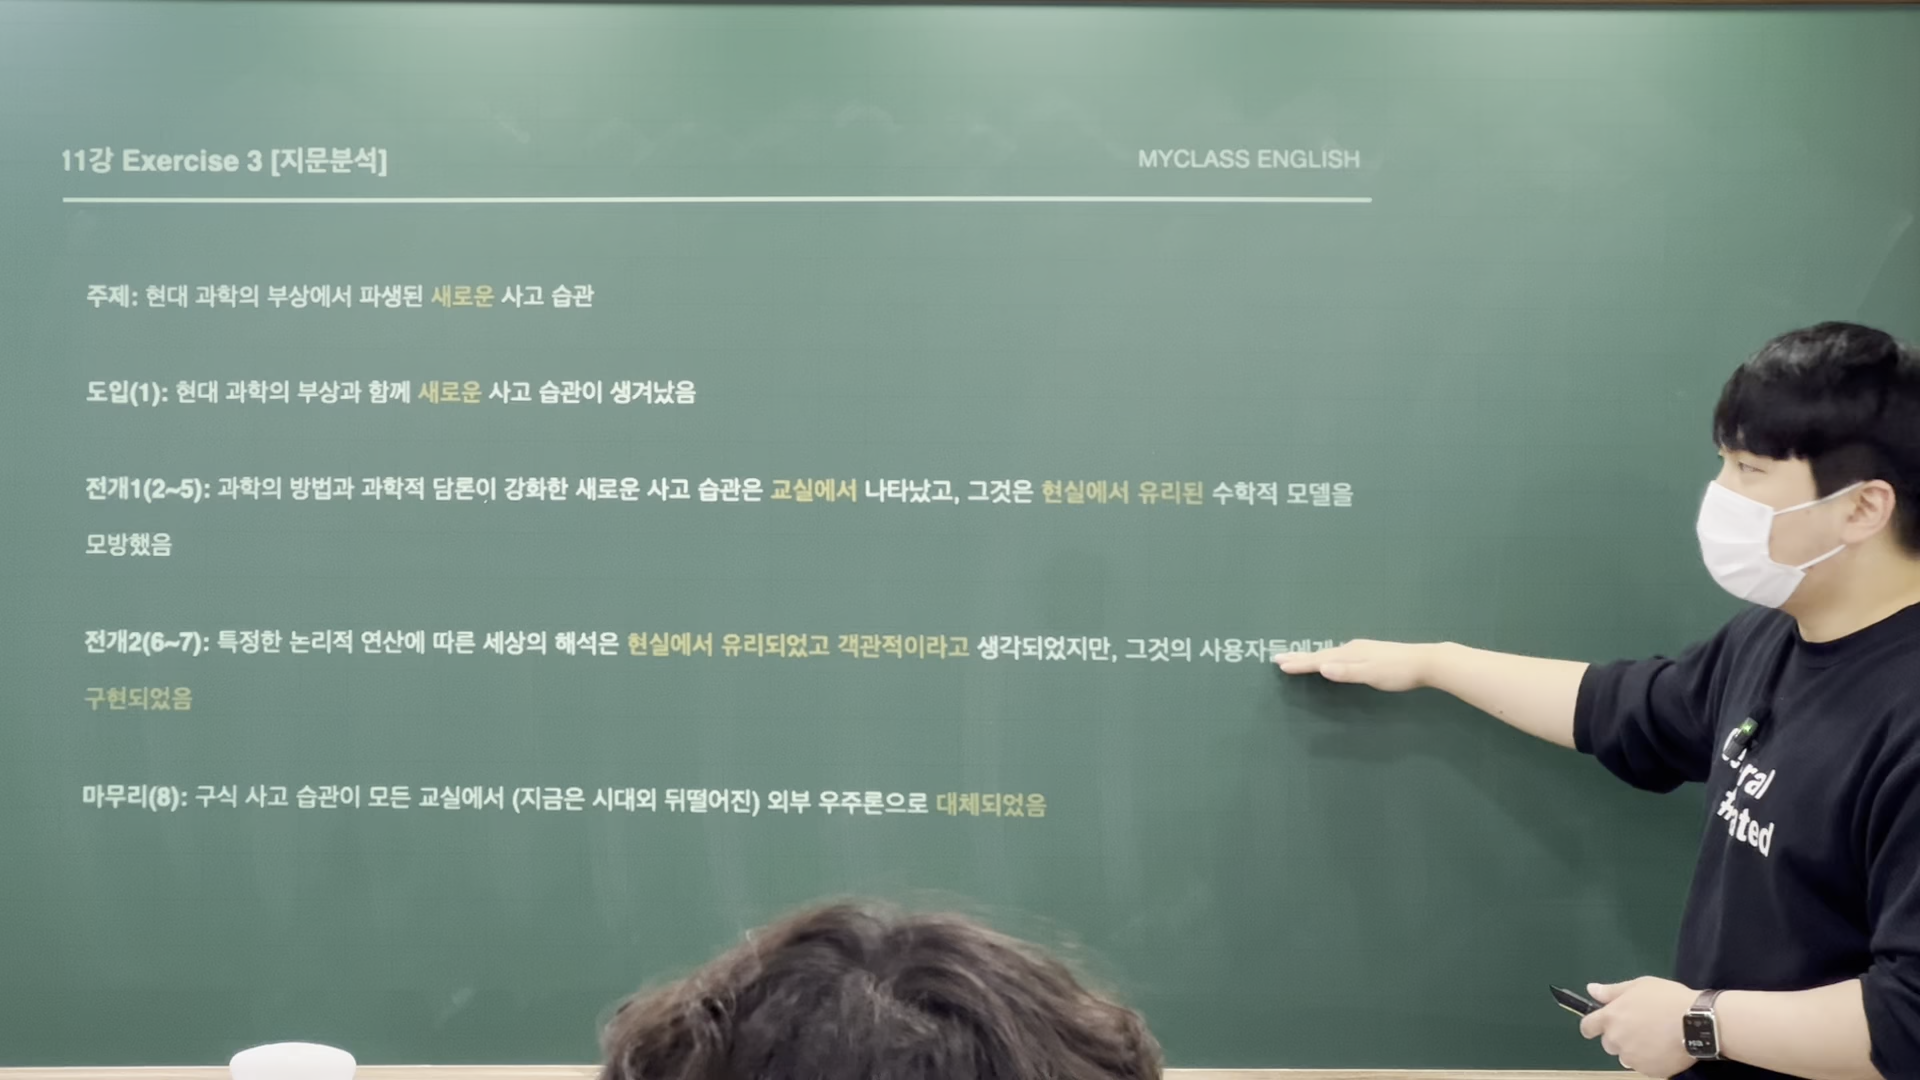 11강 Exercise 3 [지문분석]
MYCLASS ENGLISH
주제: 현대 과학의 부상에서 파생된 새로운 사고 습관
도입(1): 현대 과학의 부상과 함께 새로운 사고 습관이 생겨났음
전개1(2~5): 과학의 방법과 과학적 담론이 강화한 새로운 사고 습관은 교실에서 나타났고, 그것은 현실에서 유리된 수학적 모델을
모방했음
전개2(6~7): 특정한 논리적 연산에 따른 세상의 해석은 현실에서 유리되었고 객관적이라고 생각되었지만, 그것의 사용자들에게
구현되었음
마무리(8): 구식 사고 습관이 모든 교실에서 (지금은 시대외 뒤떨어진) 외부 우주론으로 대체되었음